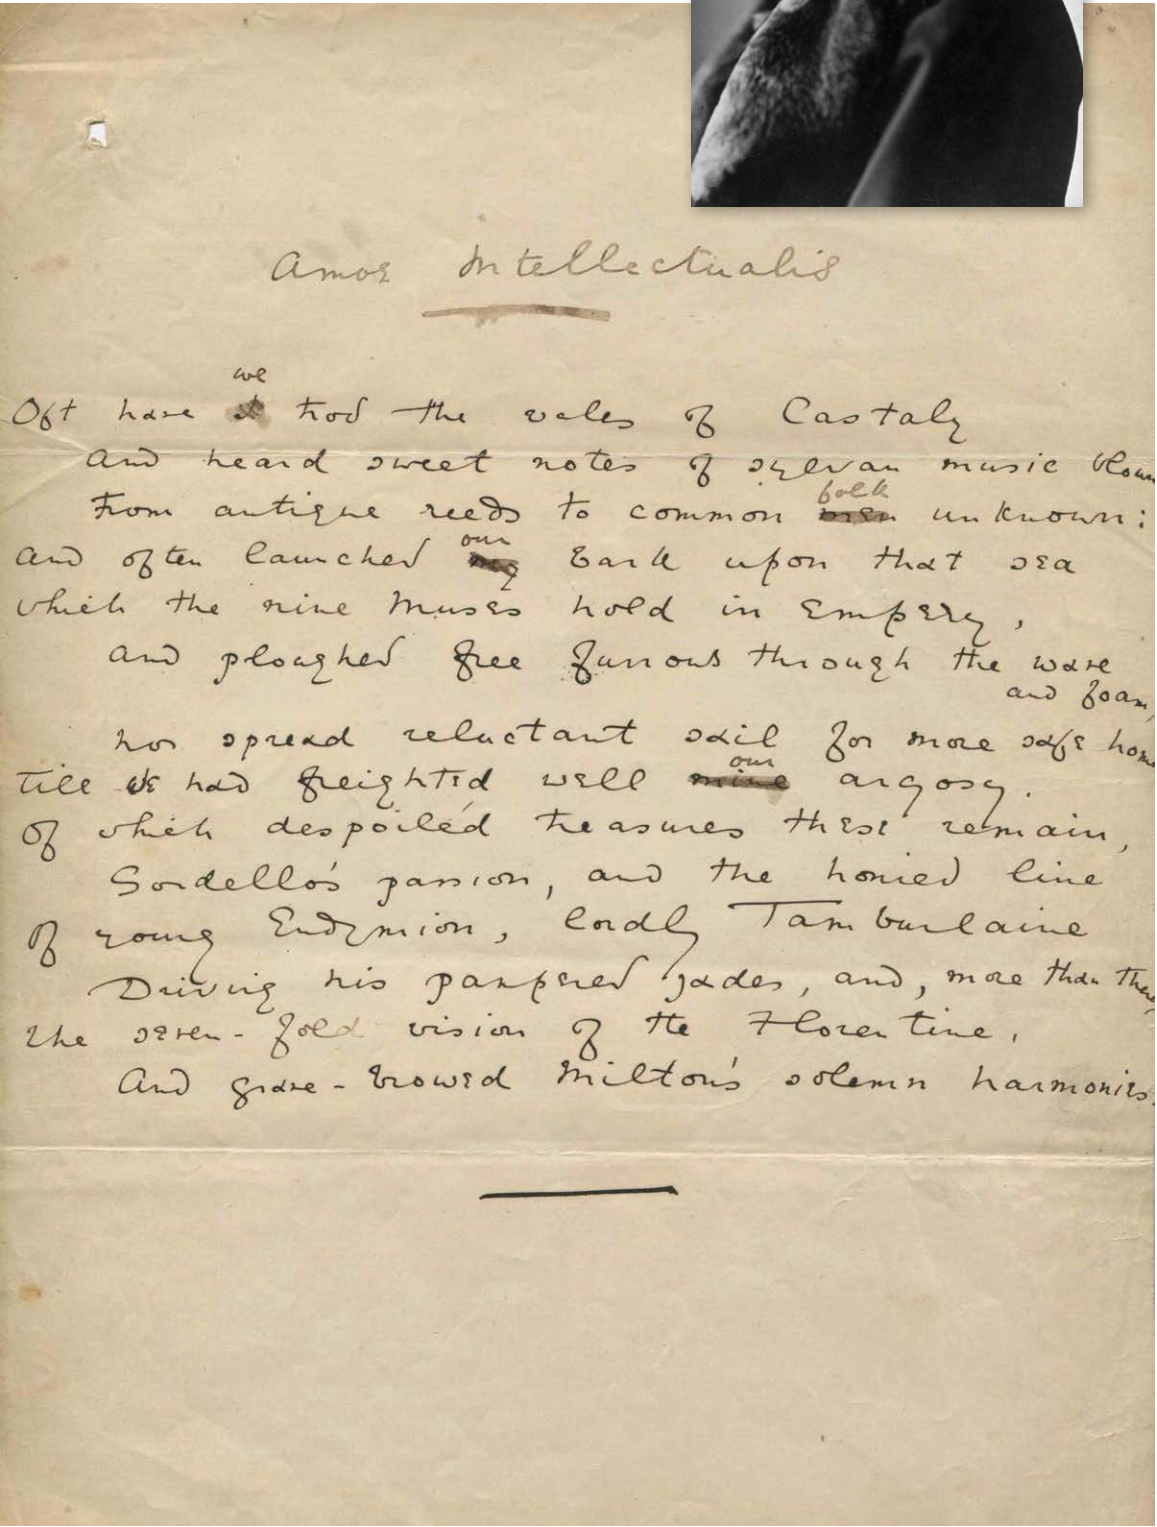 Amor Intellectualis
we
Oft have I trod the vales of Castaly
And heard sweet notes of sylvan music blown
folk
From antique reeds to common men unknown:
our
And often launched my bark upon that sea
which the nine Muses hold in Empery,
And ploughed free furrows through the wave
and foam,
Nor spread reluctant sail for more safe home
our
Till we had freighted well mine argosy.
Of which despoilèd treasures these remain,
Sordello's passion, and the honied line
Of young Endymion, lordly Tamburlaine
Driving his pampered jades, and, more than these,
The seven-fold vision of the Florentine,
And grave-browed Milton's solemn harmonies.